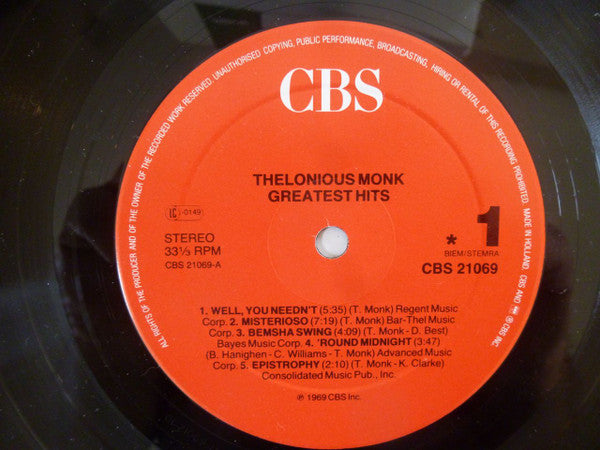 ALL RIGHTS OF THE PRODUCER AND OF THE OWNER OF THE RECORDED WORK RESERVED. UNAUTHORISED COPYING, PUBLIC PERFORMANCE, BROADCASTING, HIRING OR RENTAL OF THIS RECORDING PROHIBITED. MADE IN HOLLAND. CBS AND ® CBS INC
CBS
THELONIOUS MONK
GREATEST HITS
LC -0149
STEREO
33⅓ RPM
CBS 21069-A
* 1
BIEM/STEMRA
CBS 21069
1. WELL, YOU NEEDN'T (5:35) (T. Monk) Regent Music
Corp. 2. MISTERIOSO (7:19) (T. Monk) Bar-Thel Music
Corp. 3. BEMSHA SWING (4:09) (T. Monk - D. Best)
Bayes Music Corp. 4. 'ROUND MIDNIGHT (3:47)
(B. Hanighen - C. Williams - T. Monk) Advanced Music
Corp. 5. EPISTROPHY (2:10) (T. Monk - K. Clarke)
Consolidated Music Pub., Inc.
℗ 1969 CBS Inc.